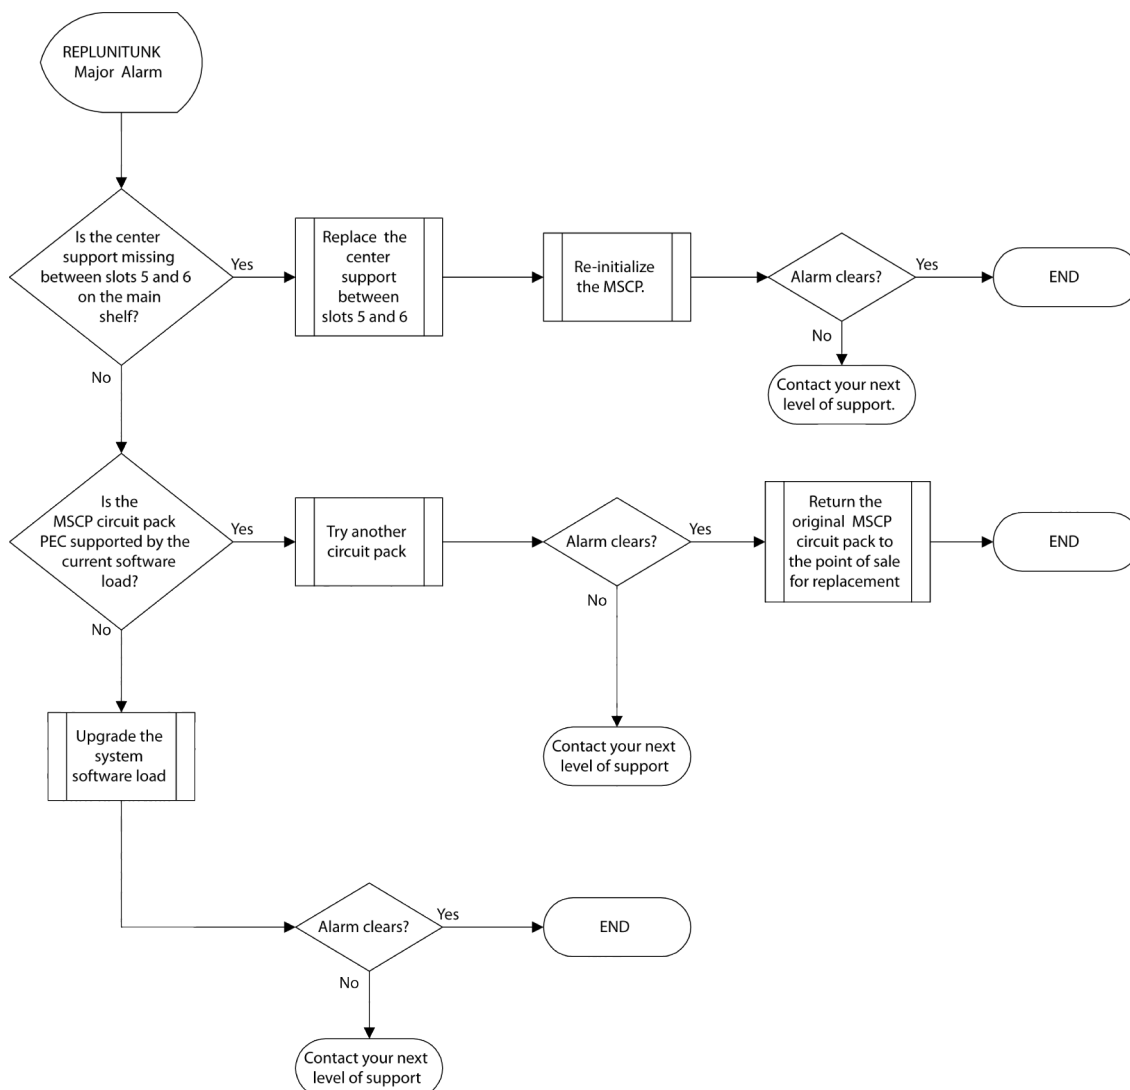 REPLUNITUNK
Major Alarm
Is the center
support missing
between slots 5 and 6
on the main
shelf?
Yes
Replace the
center
support
between
slots 5 and 6
Re-initialize
the MSCP.
Alarm clears?
Yes
END
No
Contact your next
level of support.
No
Is the
MSCP circuit pack
PEC supported by the
current software
load?
Yes
Try another
circuit pack
Alarm clears?
Yes
Return the
original MSCP
circuit pack to
the point of sale
for replacement
END
No
Contact your next
level of support
No
Upgrade the
system
software load
Alarm clears?
Yes
END
No
Contact your next
level of support